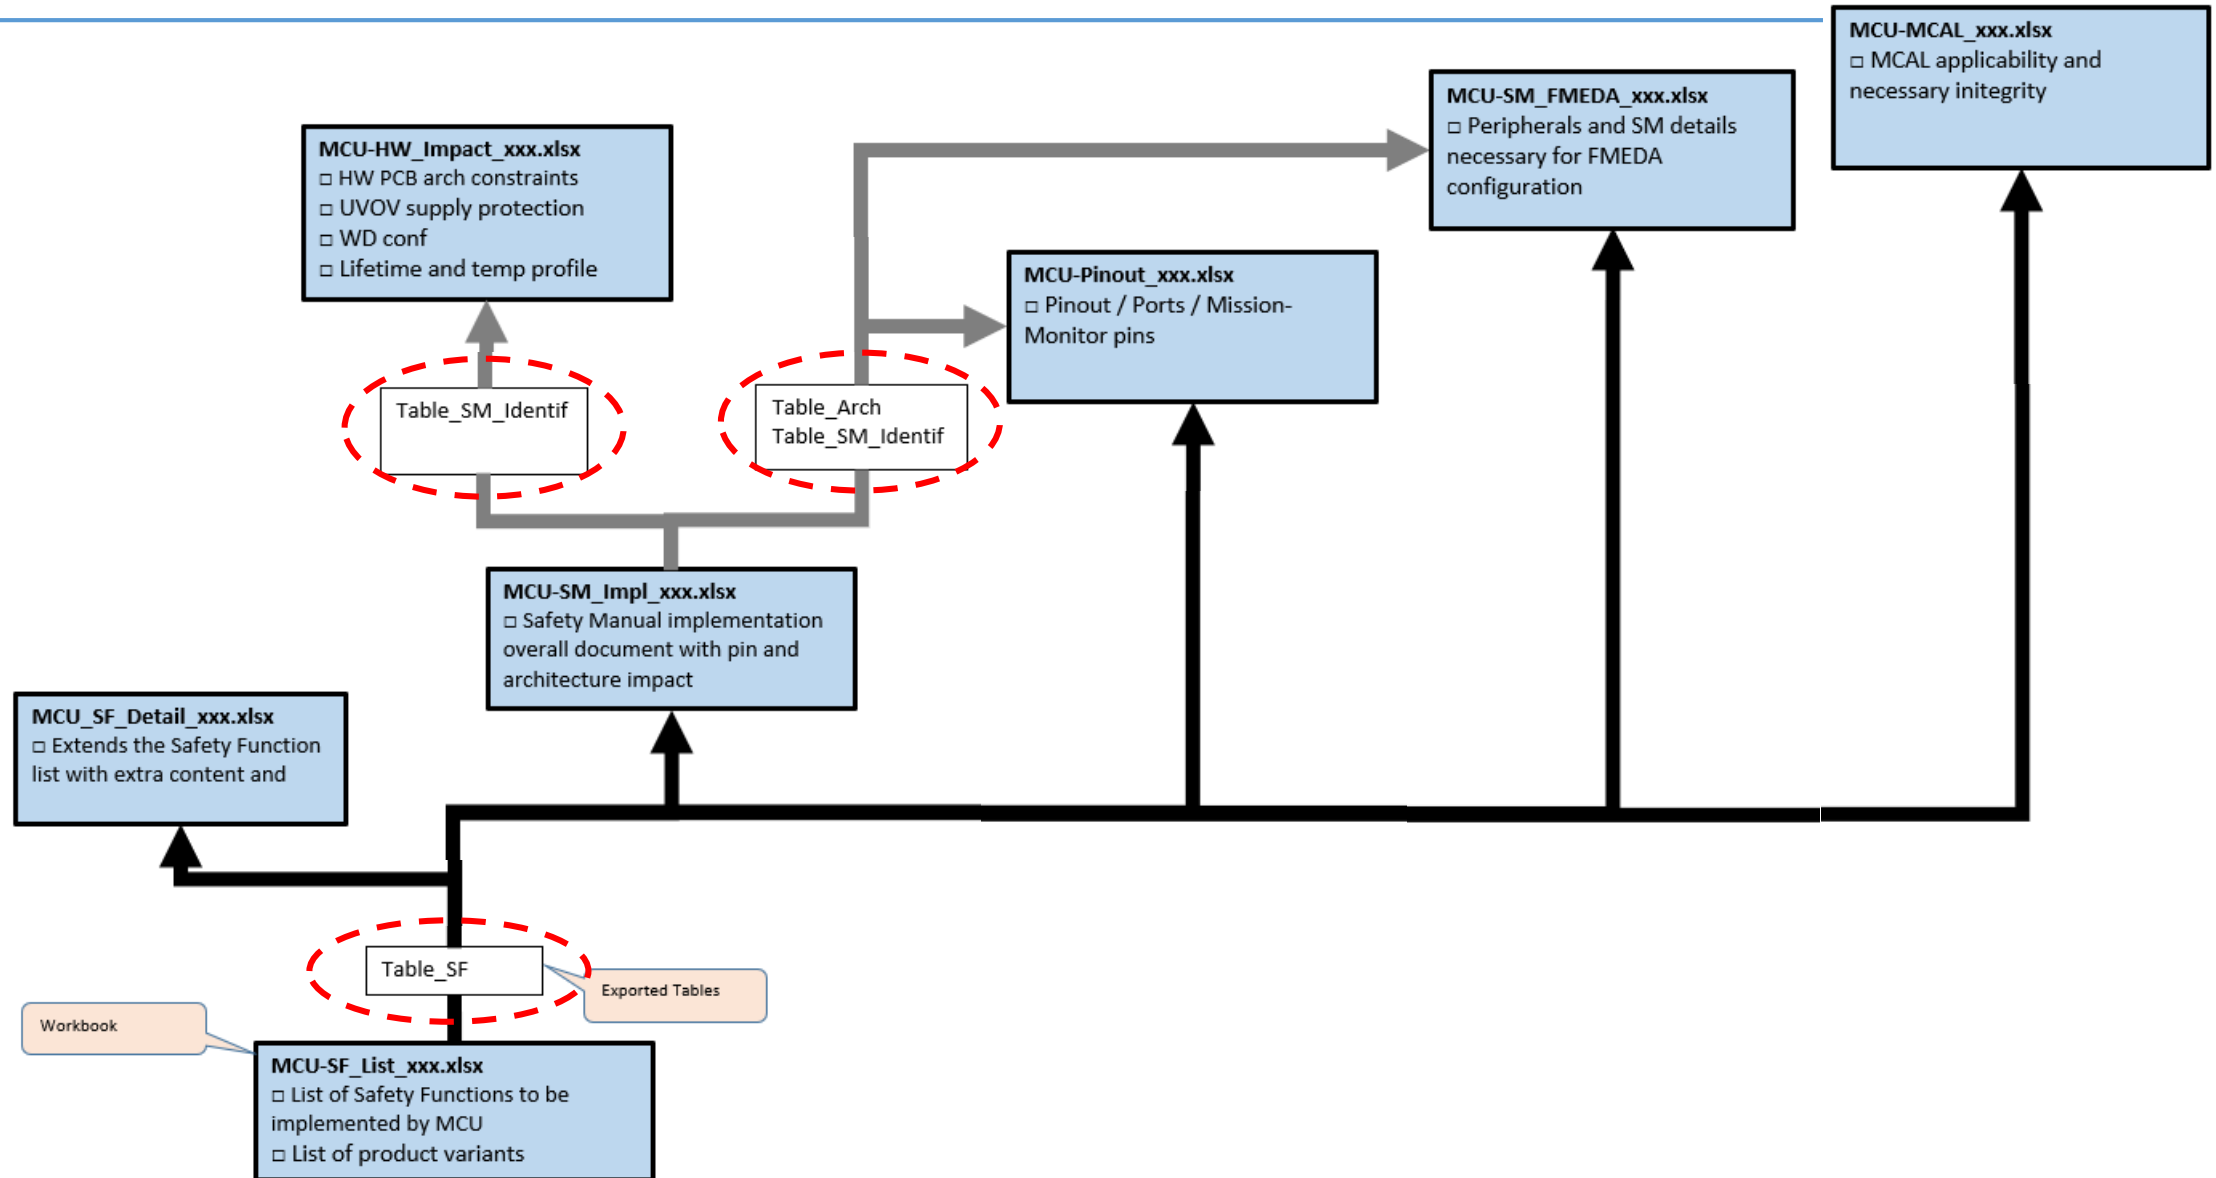 MCU-MCAL_xxx.xlsx
□ MCAL applicability and
necessary initegrity
MCU-SM_FMEDA_xxx.xlsx
□ Peripherals and SM details
necessary for FMEDA
configuration
MCU-HW_Impact_xxx.xlsx
□ HW PCB arch constraints
□ UVOV supply protection
□ WD conf
□ Lifetime and temp profile
MCU-Pinout_xxx.xlsx
□ Pinout / Ports / Mission-
Monitor pins
Table_SM_Identif
Table_Arch
Table_SM_Identif
MCU-SM_Impl_xxx.xlsx
□ Safety Manual implementation
overall document with pin and
architecture impact
MCU_SF_Detail_xxx.xlsx
□ Extends the Safety Function
list with extra content and
Table_SF
Exported Tables
Workbook
MCU-SF_List_xxx.xlsx
□ List of Safety Functions to be
implemented by MCU
□ List of product variants